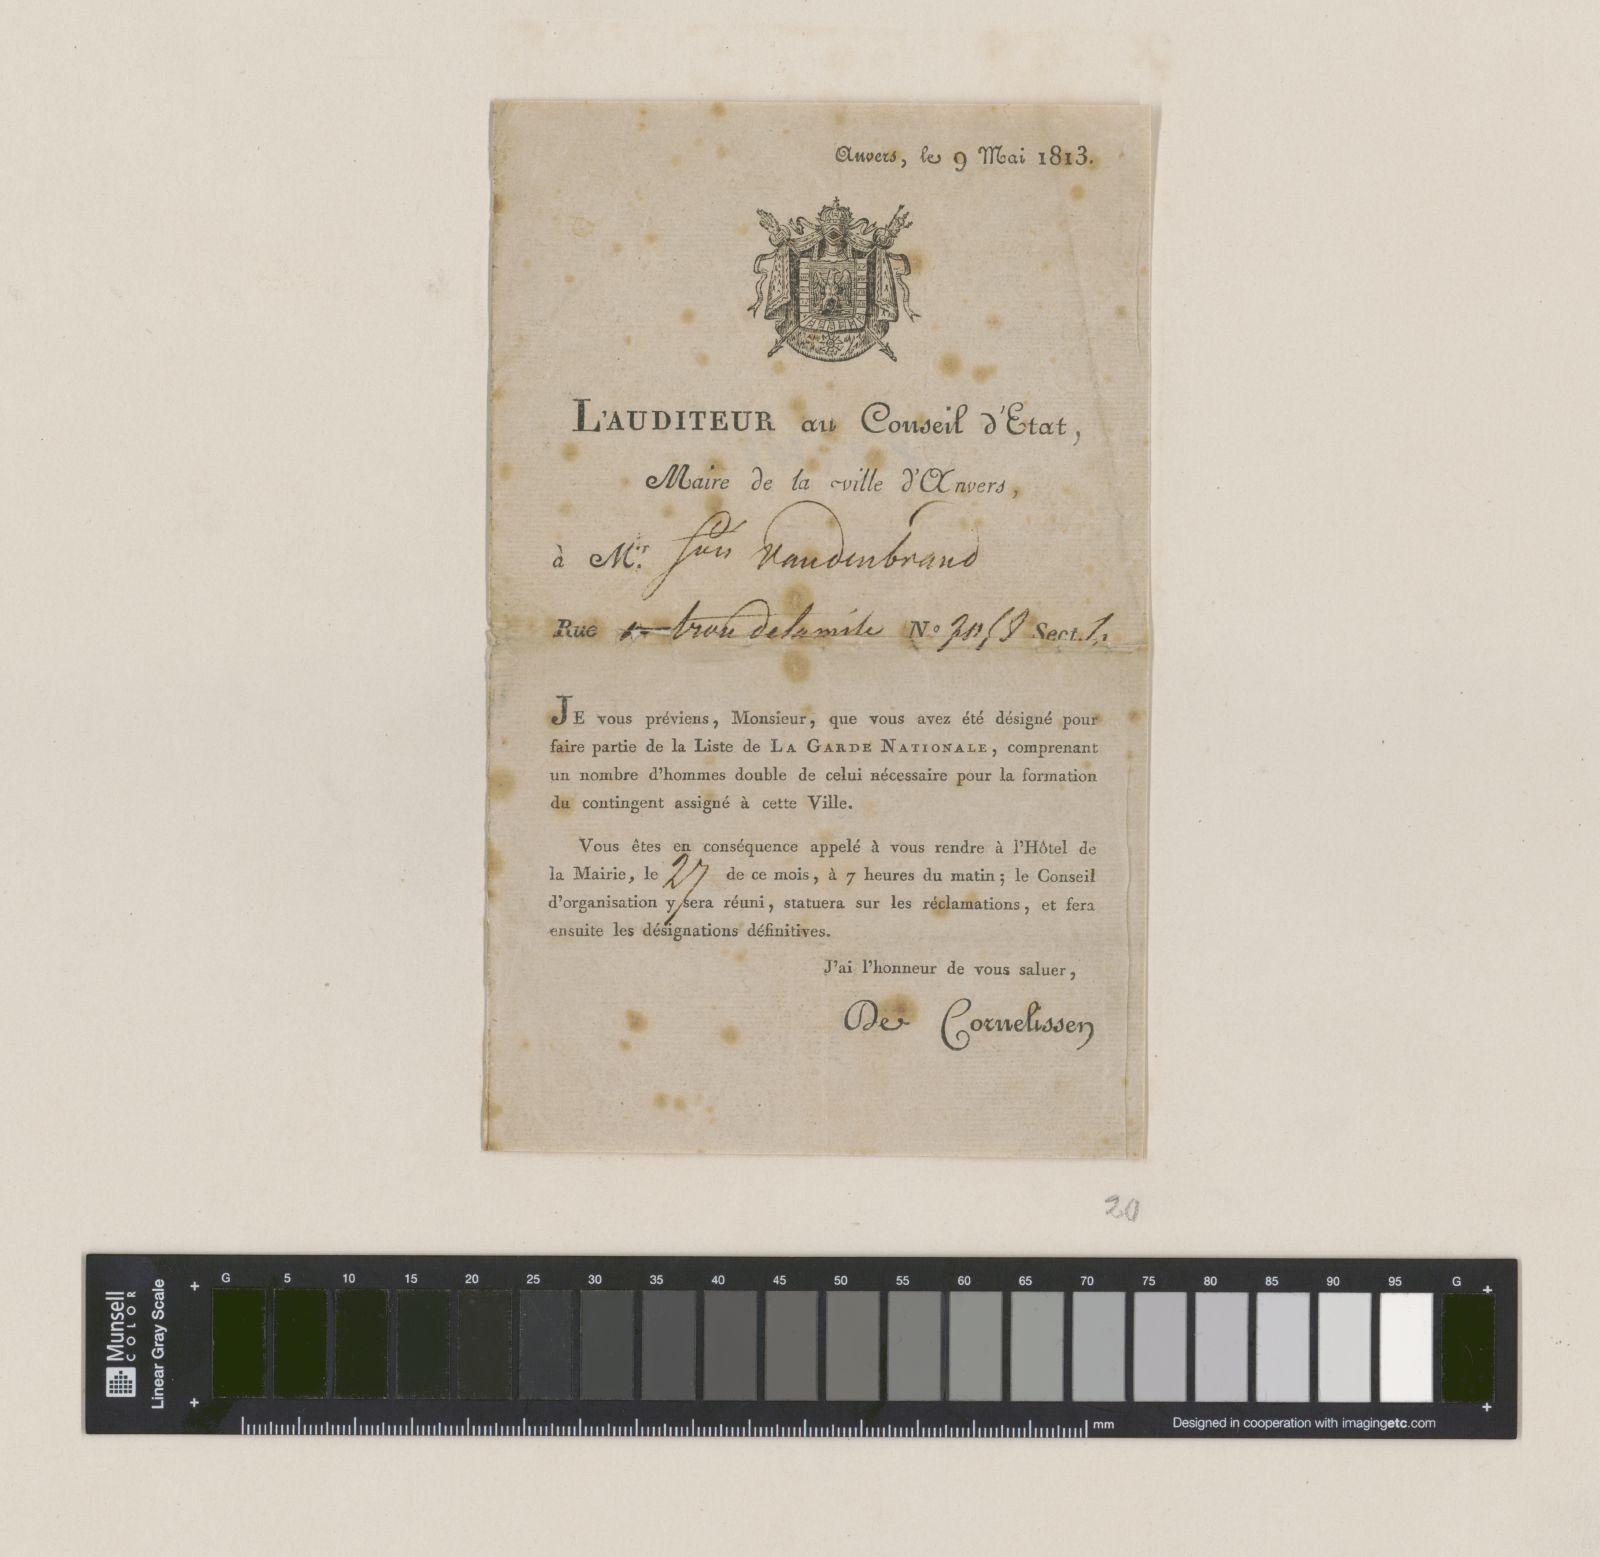 Anvers, le 9 Mai 1813.
L'AUDITEUR au Conseil d'Etat,
Maire de la ville d'Anvers,
à Mr. Vandenbrand
Rue trou de la N° Sect. 1,
JE vous préviens, Monsieur, que vous avez été désigné pour
faire partie de la Liste de LA GARDE NATIONALE, comprenant
un nombre d'hommes double de celui nécessaire pour la formation
du contingent assigné à cette Ville.
Vous êtes en conséquence appelé à vous rendre à l'Hôtel de
la Mairie, le 27 de ce mois, à 7 heures du matin; le Conseil
d'organisation y sera réuni, statuera sur les réclamations, et fera
ensuite les désignations définitives.
J'ai l'honneur de vous saluer,
De Cornelissen
20
Munsell
COLOR
Linear Gray Scale
G 5 10 15 20 25 30 35 40 45 50 55 60 65 70 75 80 85 90 95 G
mm
Designed in cooperation with imagingetc.com